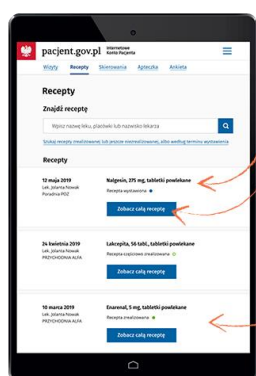 pacjent.gov.pl Internetowe Konto Pacjenta
Wizyty Recepty Skierowania Apteczka Ankieta
Recepty
Znajdź receptę
Wpisz nazwę leku, placówki lub nazwisko lekarza
Szukaj recepty zrealizowanej lub jeszcze niezrealizowanej, albo według terminu wystawienia
Recepty
12 maja 2019
Lek. Jolanta Nowak
Poradnia POZ
Nalgesin, 275 mg, tabletki powlekane
Recepta wystawiona
Zobacz całą receptę
24 kwietnia 2019
Lek. Jolanta Nowak
PRZYCHODNIA ALFA
Lakcepita, 56 tabl., tabletki powlekane
Recepta częściowo zrealizowana
Zobacz całą receptę
10 marca 2019
Lek. Jolanta Nowak
PRZYCHODNIA ALFA
Enarenal, 5 mg, tabletki powlekane
Recepta zrealizowana
Zobacz całą receptę